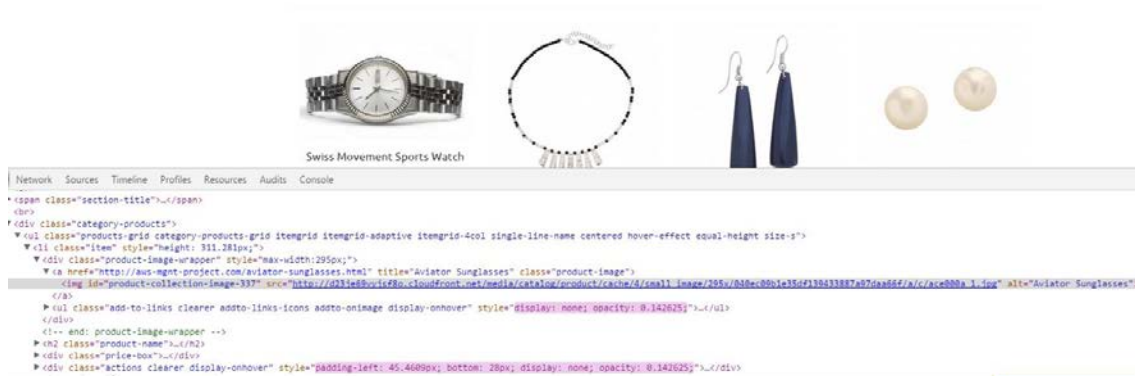 Swiss Movement Sports Watch
Network Sources Timeline Profiles Resources Audits Console
<span class="section-title">…</span>
<br>
▼<div class="category-products">
▼<ul class="products-grid category-products-grid itemgrid itemgrid-adaptive itemgrid-4col single-line-name centered hover-effect equal-height size-s">
▼<li class="item" style="height: 311.281px;">
▼<div class="product-image-wrapper" style="max-width:295px;">
▼<a href="http://aws-mgnt-project.com/aviator-sunglasses.html" title="Aviator Sunglasses" class="product-image">
<img id="product-collection-image-337" src= alt="Aviator Sunglasses"
</a>
▶<ul class="add-to-links clearer addto-links-icons addto-onimage display-onhover" style="display: none; opacity: 0.142625;">…</ul>
</div>
<!-- end: product-image-wrapper -->
▶<h2 class="product-name">…</h2>
▶<div class="price-box">…</div>
▶<div class="actions clearer display-onhover" style="padding-left: 45.4609px; bottom: 28px; display: none; opacity: 0.142625;">…</div>